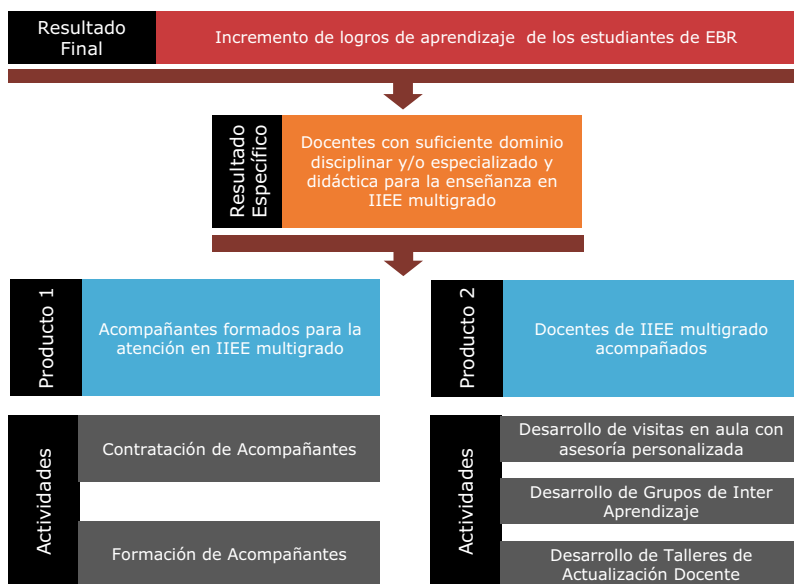 Resultado
Final
Incremento de logros de aprendizaje de los estudiantes de EBR
Resultado
Específico
Docentes con suficiente dominio
disciplinar y/o especializado y
didáctica para la enseñanza en
IIEE multigrado
Producto 1
Acompañantes formados para la
atención en IIEE multigrado
Producto 2
Docentes de IIEE multigrado
acompañados
Actividades
Contratación de Acompañantes
Formación de Acompañantes
Actividades
Desarrollo de visitas en aula con
asesoría personalizada
Desarrollo de Grupos de Inter
Aprendizaje
Desarrollo de Talleres de
Actualización Docente